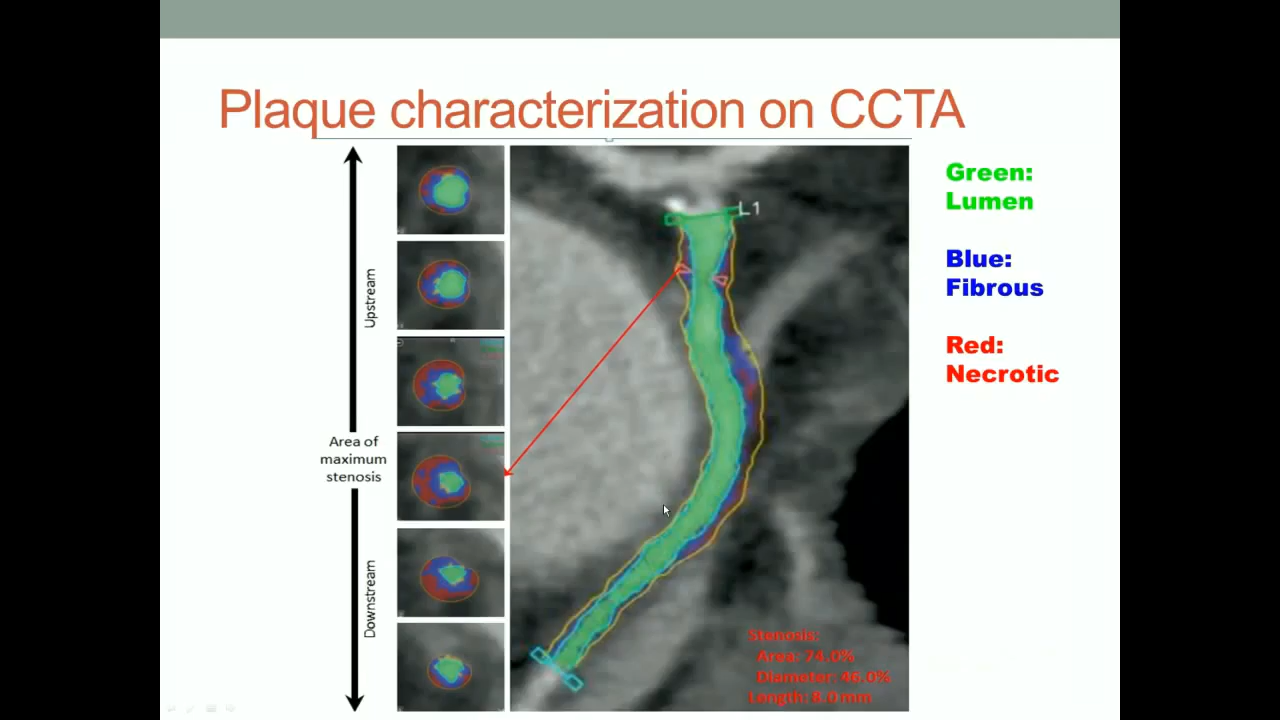 Plaque characterization on CCTA
Upstream
Area of
maximum
stenosis
Downstream
L1
Green:
Lumen
Blue:
Fibrous
Red:
Necrotic
Stenosis:
Area: 74.0%
Diameter: 46.0%
Length: 8.0 mm